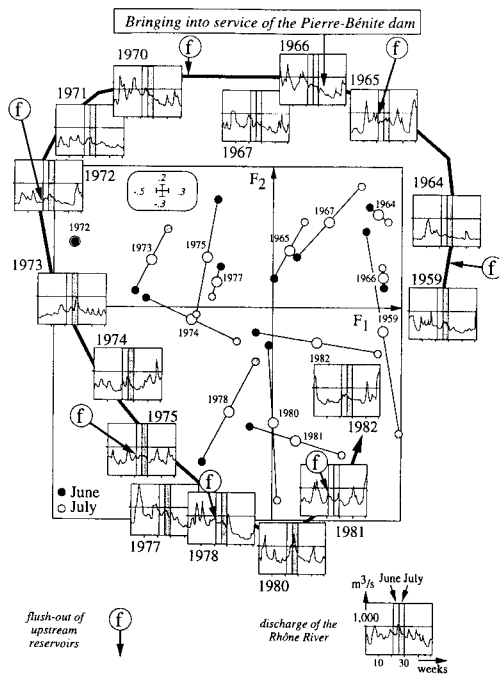 Bringing into service of the Pierre-Bénite dam
1970
f
1966
f
1971
1965
1967
1972
f
1964
F2
.2
-.5 .3
-.3
1972
1973
1975
1977
1965
1967
1964
1966
f
1959
1973
F1
1959
1974
1974
1982
1975
1978
1980
1982
f
1981
f
f
June
July
1977
1978
1980
1981
flush-out of
upstream
reservoirs
f
discharge of the
Rhône River
m3/s
June July
1,000
10 30
weeks